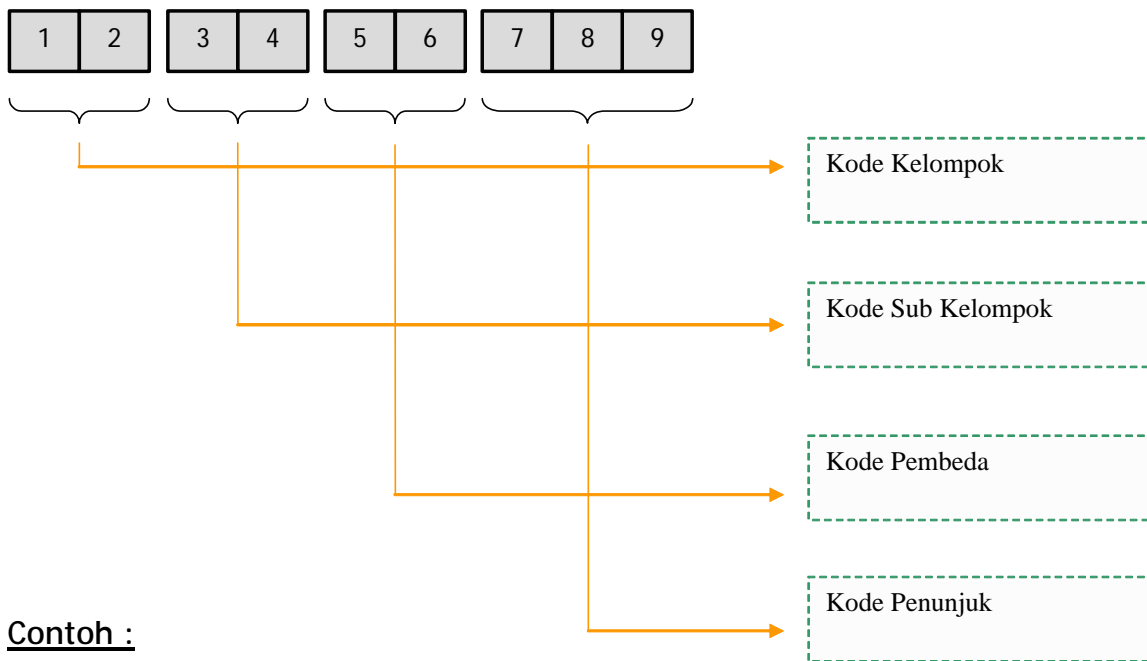 1 2 3 4 5 6 7 8 9
Kode Kelompok
Kode Sub Kelompok
Kode Pembeda
Kode Penunjuk
Contoh :